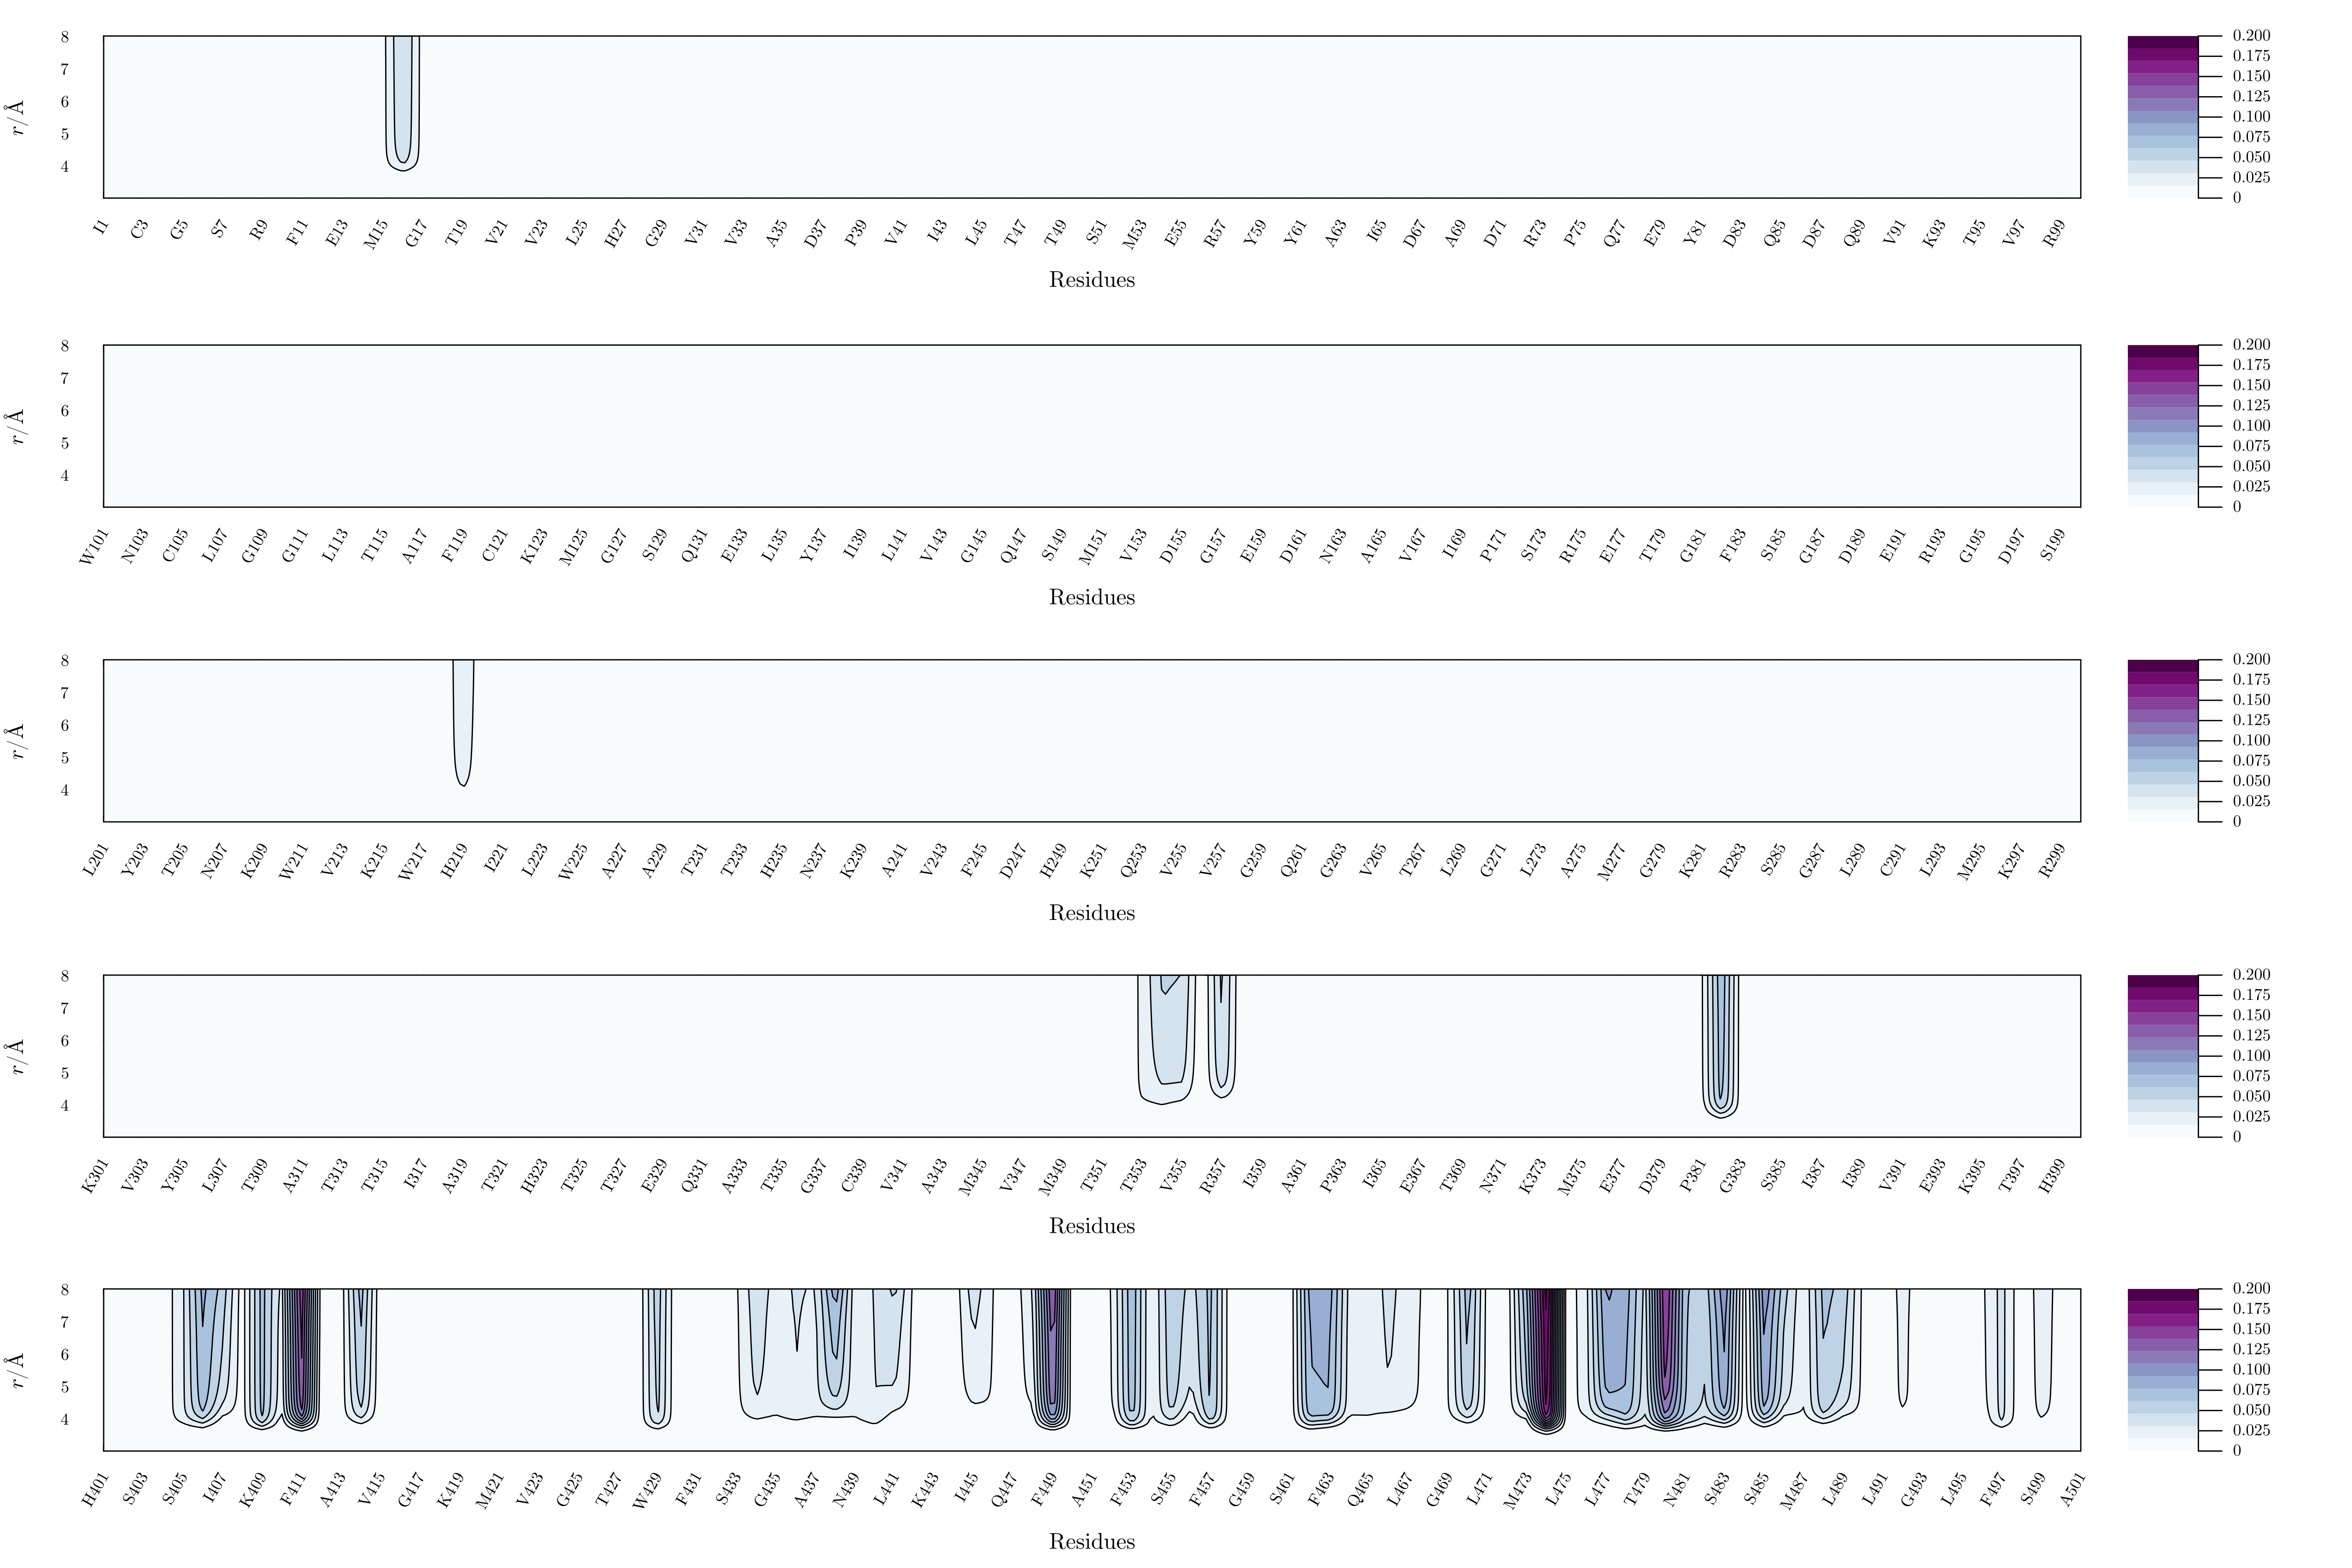 8 7 6 5 4
r/Å
I1 C3 G5 S7 R9 F11 E13 M15 G17 T19 V21 V23 L25 H27 G29 V31 V33 A35 D37 P39 V41 I43 L45 T47 T49 S51 M53 E55 R57 Y59 Y61 A63 I65 D67 A69 D71 R73 P75 Q77 E79 Y81 D83 Q85 D87 Q89 V91 K93 T95 V97 R99
Residues
0.200 0.175 0.150 0.125 0.100 0.075 0.050 0.025 0
8 7 6 5 4
r/Å
W101 N103 C105 L107 G109 G111 L113 T115 A117 F119 C121 K123 M125 G127 S129 Q131 E133 L135 Y137 I139 L141 V143 G145 Q147 S149 M151 V153 D155 G157 E159 D161 N163 A165 V167 I169 P171 S173 R175 E177 T179 G181 F183 S185 G187 D189 E191 R193 G195 D197 S199
Residues
0.200 0.175 0.150 0.125 0.100 0.075 0.050 0.025 0
8 7 6 5 4
r/Å
L201 Y203 T205 N207 K209 W211 V213 K215 W217 H219 I221 L223 W225 A227 A229 T231 T233 H235 N237 K239 A241 V243 F245 D247 H249 K251 Q253 V255 V257 G259 Q261 G263 V265 T267 L269 G271 L273 A275 M277 G279 K281 R283 S285 G287 L289 C291 L293 M295 K297 R299
Residues
0.200 0.175 0.150 0.125 0.100 0.075 0.050 0.025 0
8 7 6 5 4
r/Å
K301 V303 Y305 L307 T309 A311 T313 T315 I317 A319 T321 H323 T325 T327 E329 Q331 A333 T335 G337 C339 V341 A343 M345 V347 M349 T351 T353 V355 R357 I359 A361 P363 I365 E367 T369 N371 K373 M375 E377 D379 P381 G383 S385 I387 I389 V391 E393 K395 T397 H399
Residues
0.200 0.175 0.150 0.125 0.100 0.075 0.050 0.025 0
8 7 6 5 4
r/Å
H401 S403 S405 I407 K409 F411 A413 V415 G417 K419 M421 V423 G425 T427 W429 F431 S433 G435 A437 N439 L441 K443 I445 Q447 F449 A451 F453 S455 F457 G459 S461 F463 Q465 L467 G469 L471 M473 L475 L477 T479 N481 S483 S485 M487 L489 L491 G493 L495 F497 S499 A501
Residues
0.200 0.175 0.150 0.125 0.100 0.075 0.050 0.025 0